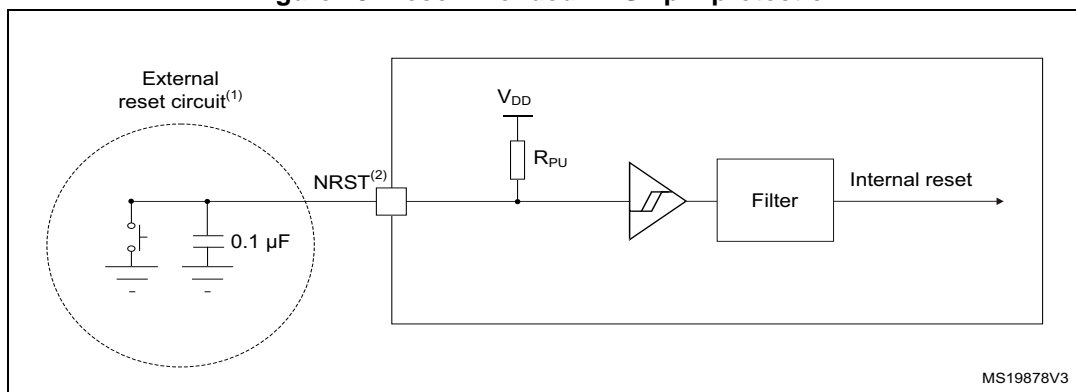 External
reset circuit(1)
VDD
RPU
NRST(2)
Filter
Internal reset
0.1 µF
MS19878V3